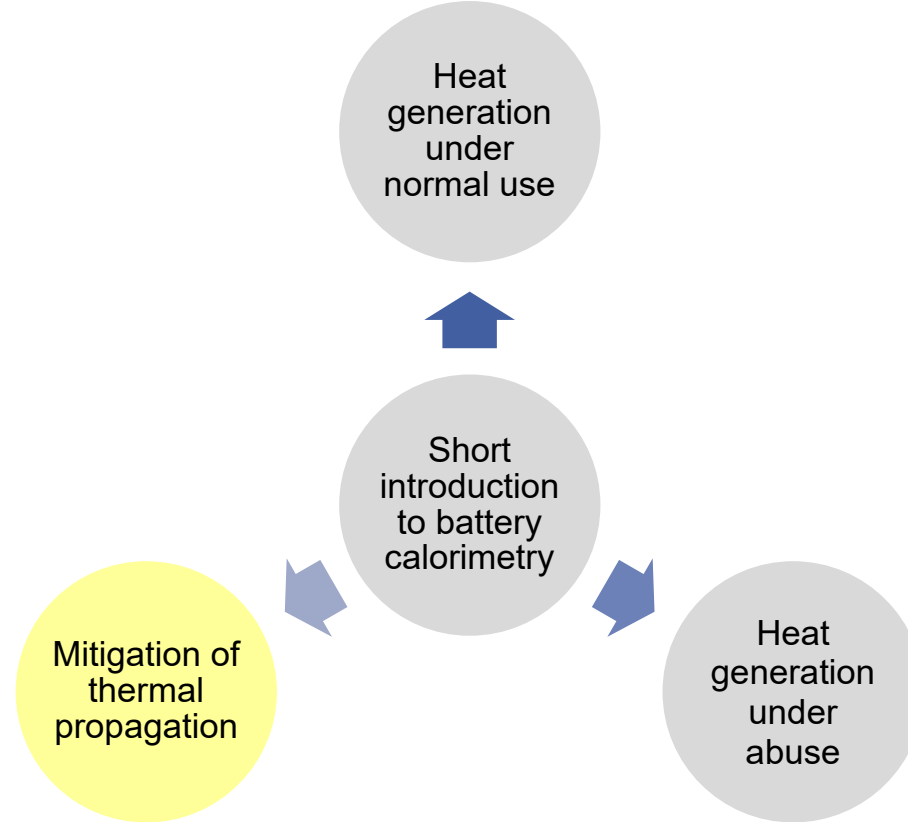 Heat
generation
under
normal use
Short
introduction
to battery
calorimetry
Mitigation of
thermal
propagation
Heat
generation
under
abuse